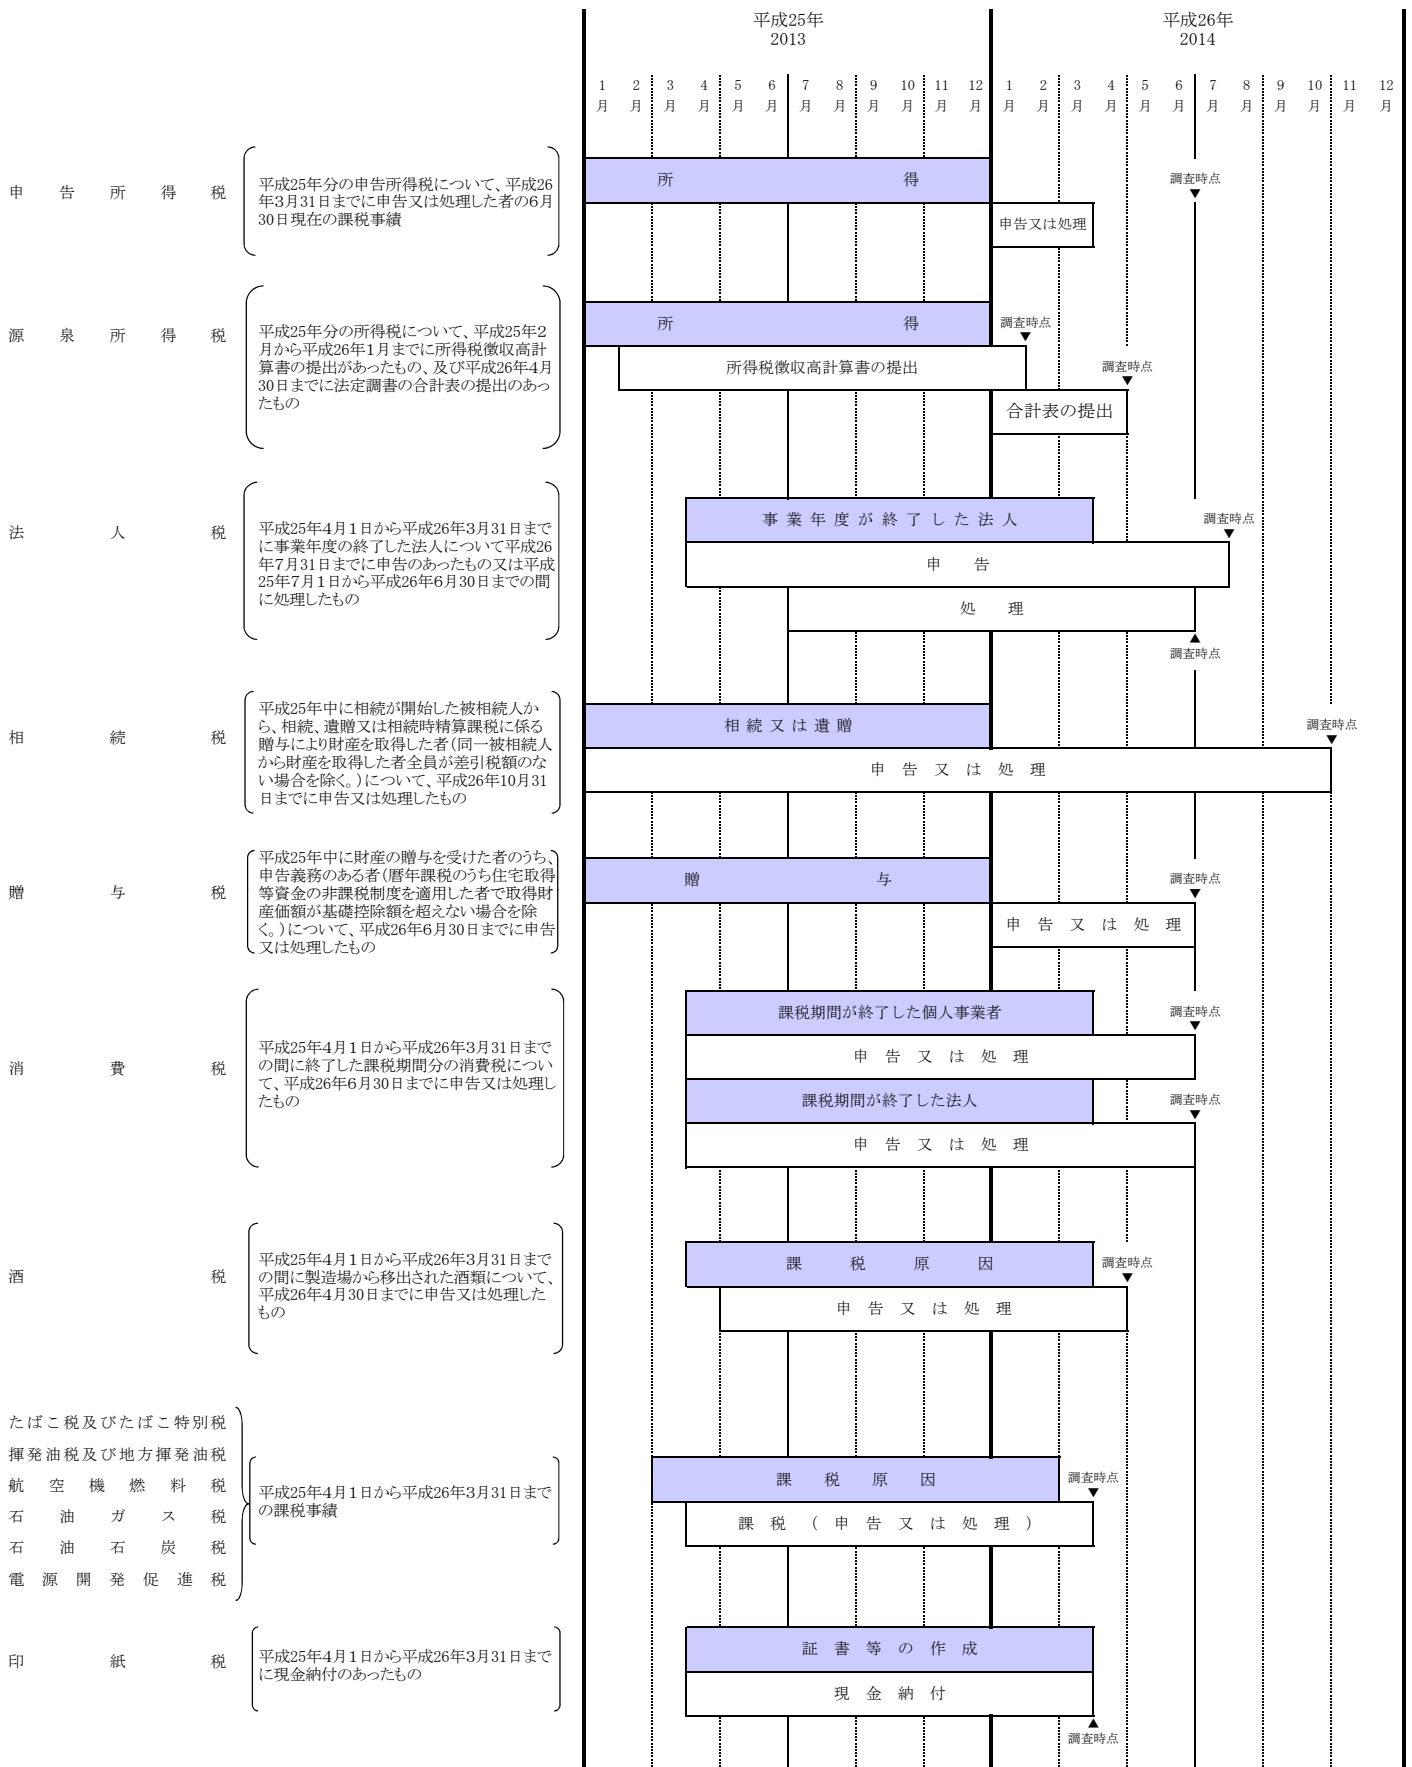 平成25年
2013
平成26年
2014
1 2 3 4 5 6 7 8 9 10 11 12 1 2 3 4 5 6 7 8 9 10 11 12
月 月 月 月 月 月 月 月 月 月 月 月 月 月 月 月 月 月 月 月 月 月 月 月
申告所得税
平成25年分の申告所得税について、平成26
年3月31日までに申告又は処理した者の6月
30日現在の課税事績
所得
調査時点
申告又は処理
源泉所得税
平成25年分の所得税について、平成25年2
月から平成26年1月までに所得税徴収高計
算書の提出があったもの、及び平成26年4月
30日までに法定調書の合計表の提出のあっ
たもの
所得
調査時点
所得税徴収高計算書の提出
調査時点
合計表の提出
法人税
平成25年4月1日から平成26年3月31日まで
に事業年度の終了した法人について平成26
年7月31日までに申告のあったもの又は平成
25年7月1日から平成26年6月30日までの間
に処理したもの
事業年度が終了した法人
調査時点
申告
処理
調査時点
相続税
平成25年中に相続が開始した被相続人か
ら、相続、遺贈又は相続時精算課税に係る
贈与により財産を取得した者(同一被相続人
から財産を取得した者全員が差引税額のな
い場合を除く。)について、平成26年10月31
日までに申告又は処理したもの
相続又は遺贈
調査時点
申告又は処理
贈与税
平成25年中に財産の贈与を受けた者のうち、
申告義務のある者(暦年課税のうち住宅取得
等資金の非課税制度を適用した者で取得財
産価額が基礎控除額を超えない場合を除
く。)について、平成26年6月30日までに申告
又は処理したもの
贈与
調査時点
申告又は処理
消費税
平成25年4月1日から平成26年3月31日まで
の間に終了した課税期間分の消費税につい
て、平成26年6月30日までに申告又は処理し
たもの
課税期間が終了した個人事業者
調査時点
申告又は処理
課税期間が終了した法人
調査時点
申告又は処理
酒税
平成25年4月1日から平成26年3月31日まで
の間に製造場から移出された酒類について、
平成26年4月30日までに申告又は処理した
もの
課税原因
調査時点
申告又は処理
たばこ税及びたばこ特別税
揮発油税及び地方揮発油税
航空機燃料税
石油ガス税
石油石炭税
電源開発促進税
平成25年4月1日から平成26年3月31日まで
の課税事績
課税原因
調査時点
課税(申告又は処理)
印紙税
平成25年4月1日から平成26年3月31日まで
に現金納付のあったもの
証書等の作成
現金納付
調査時点